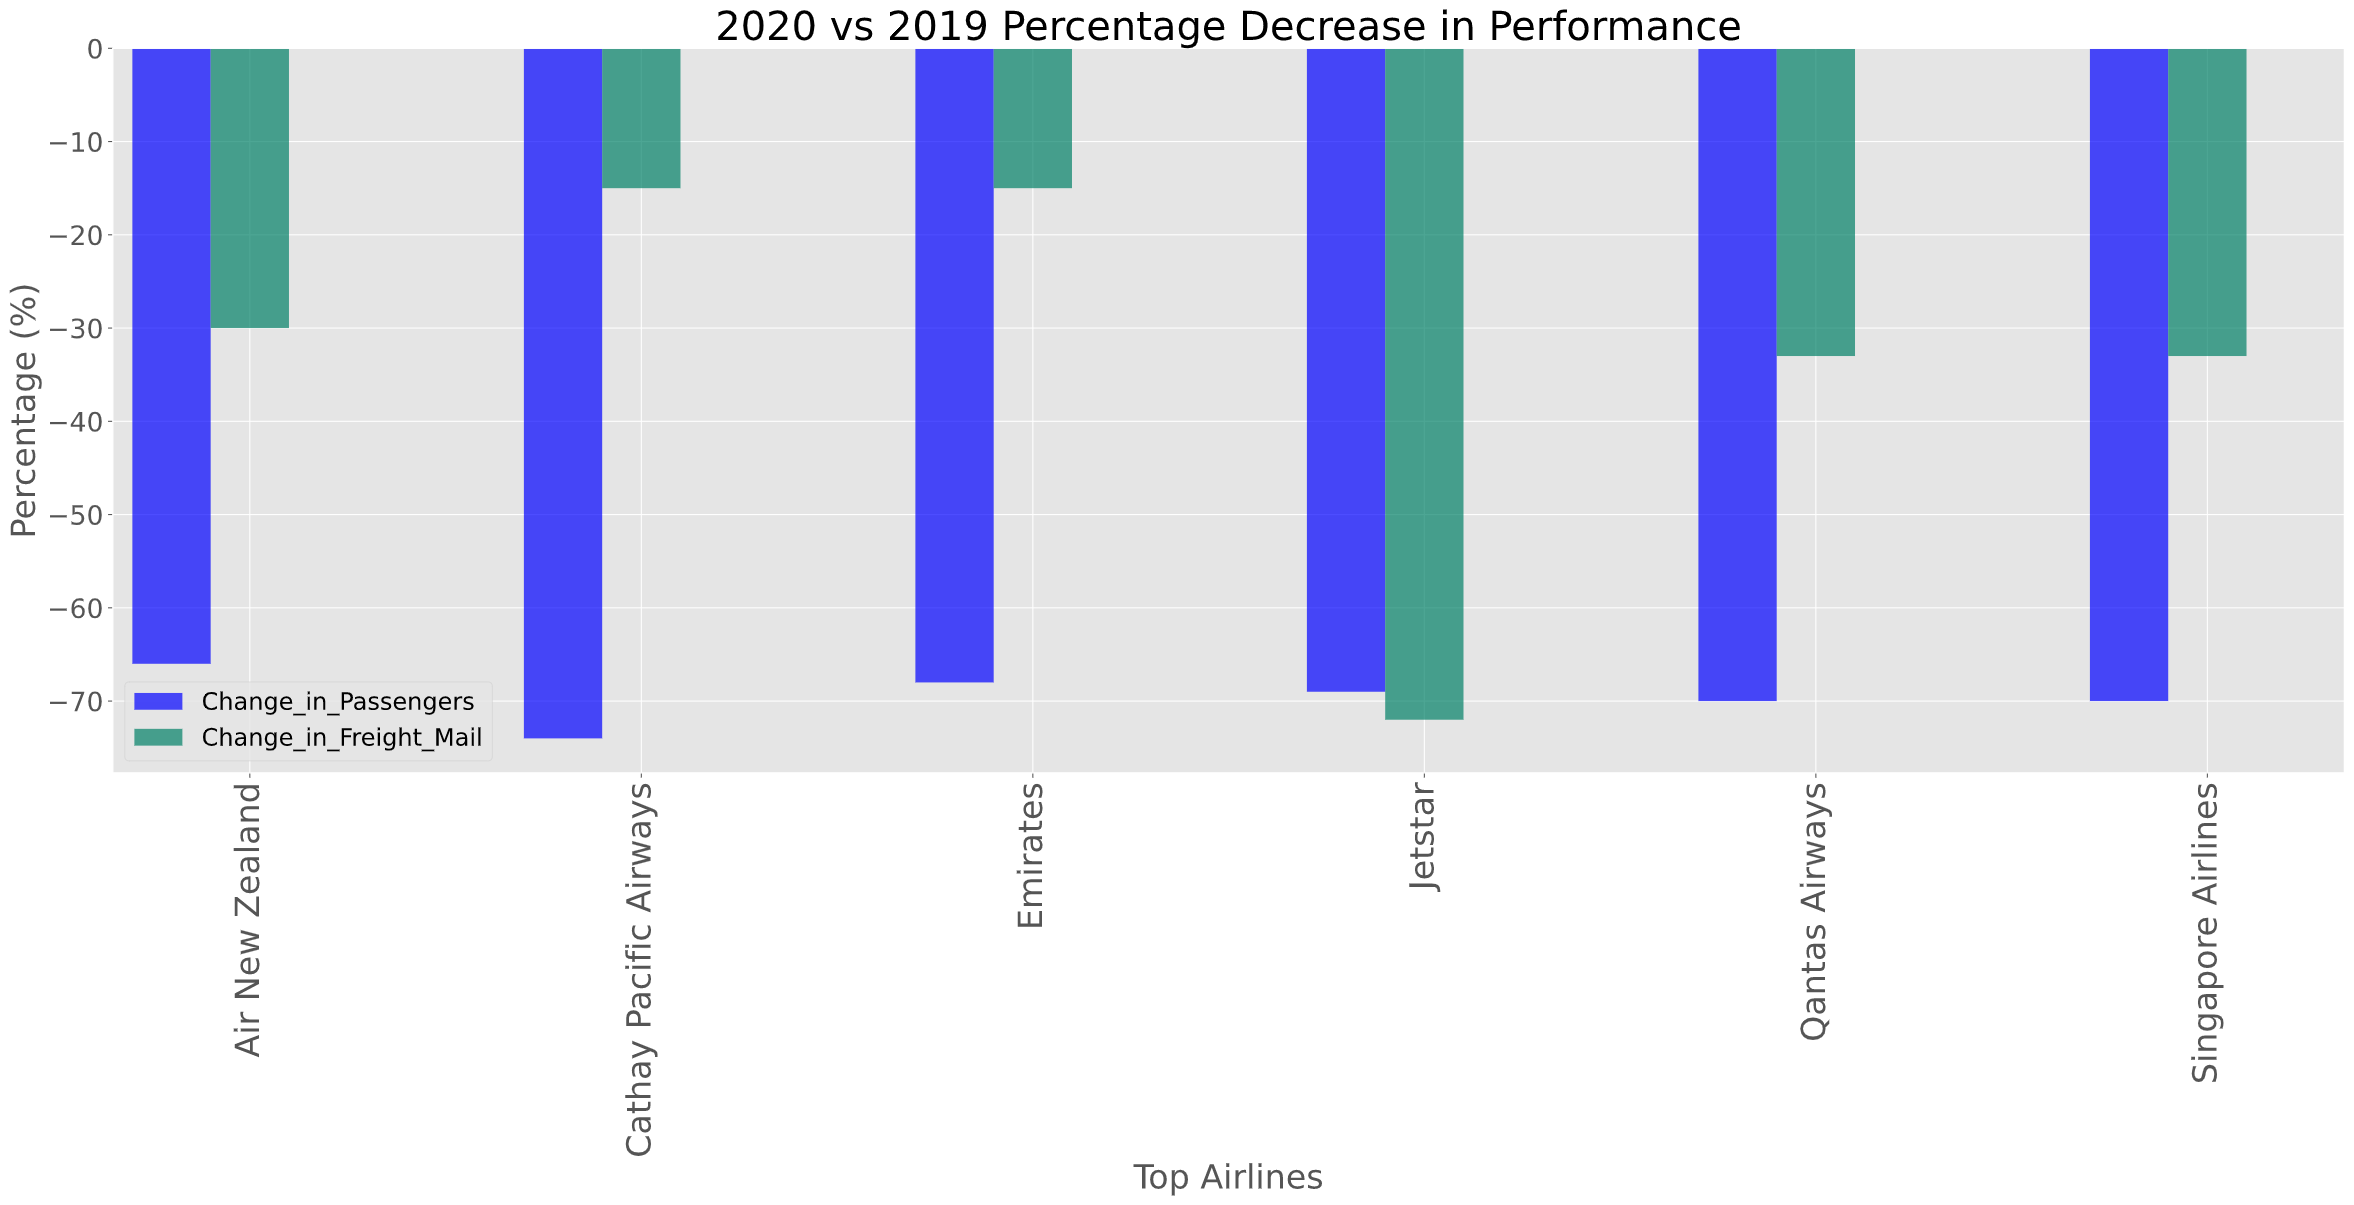 2020 vs 2019 Percentage Decrease in Performance
Percentage (%)
0
−10
−20
−30
−40
−50
−60
−70
Change_in_Passengers
Change_in_Freight_Mail
Air New Zealand
Cathay Pacific Airways
Emirates
Jetstar
Qantas Airways
Singapore Airlines
Top Airlines